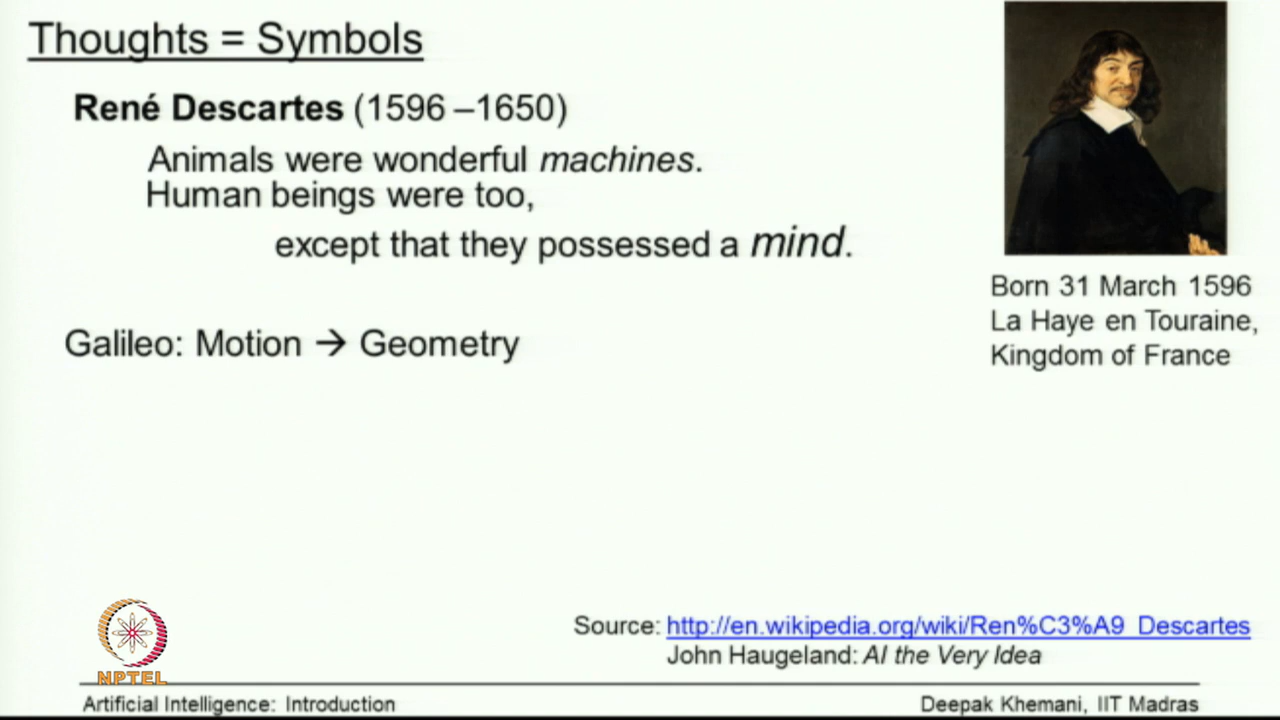 Thoughts = Symbols
René Descartes (1596 –1650)
Animals were wonderful machines.
Human beings were too,
except that they possessed a mind.
Galileo: Motion → Geometry
Born 31 March 1596
La Haye en Touraine,
Kingdom of France
Source: http://en.wikipedia.org/wiki/Ren%C3%A9_Descartes
John Haugeland: AI the Very Idea
NPTEL
Artificial Intelligence: Introduction
Deepak Khemani, IIT Madras